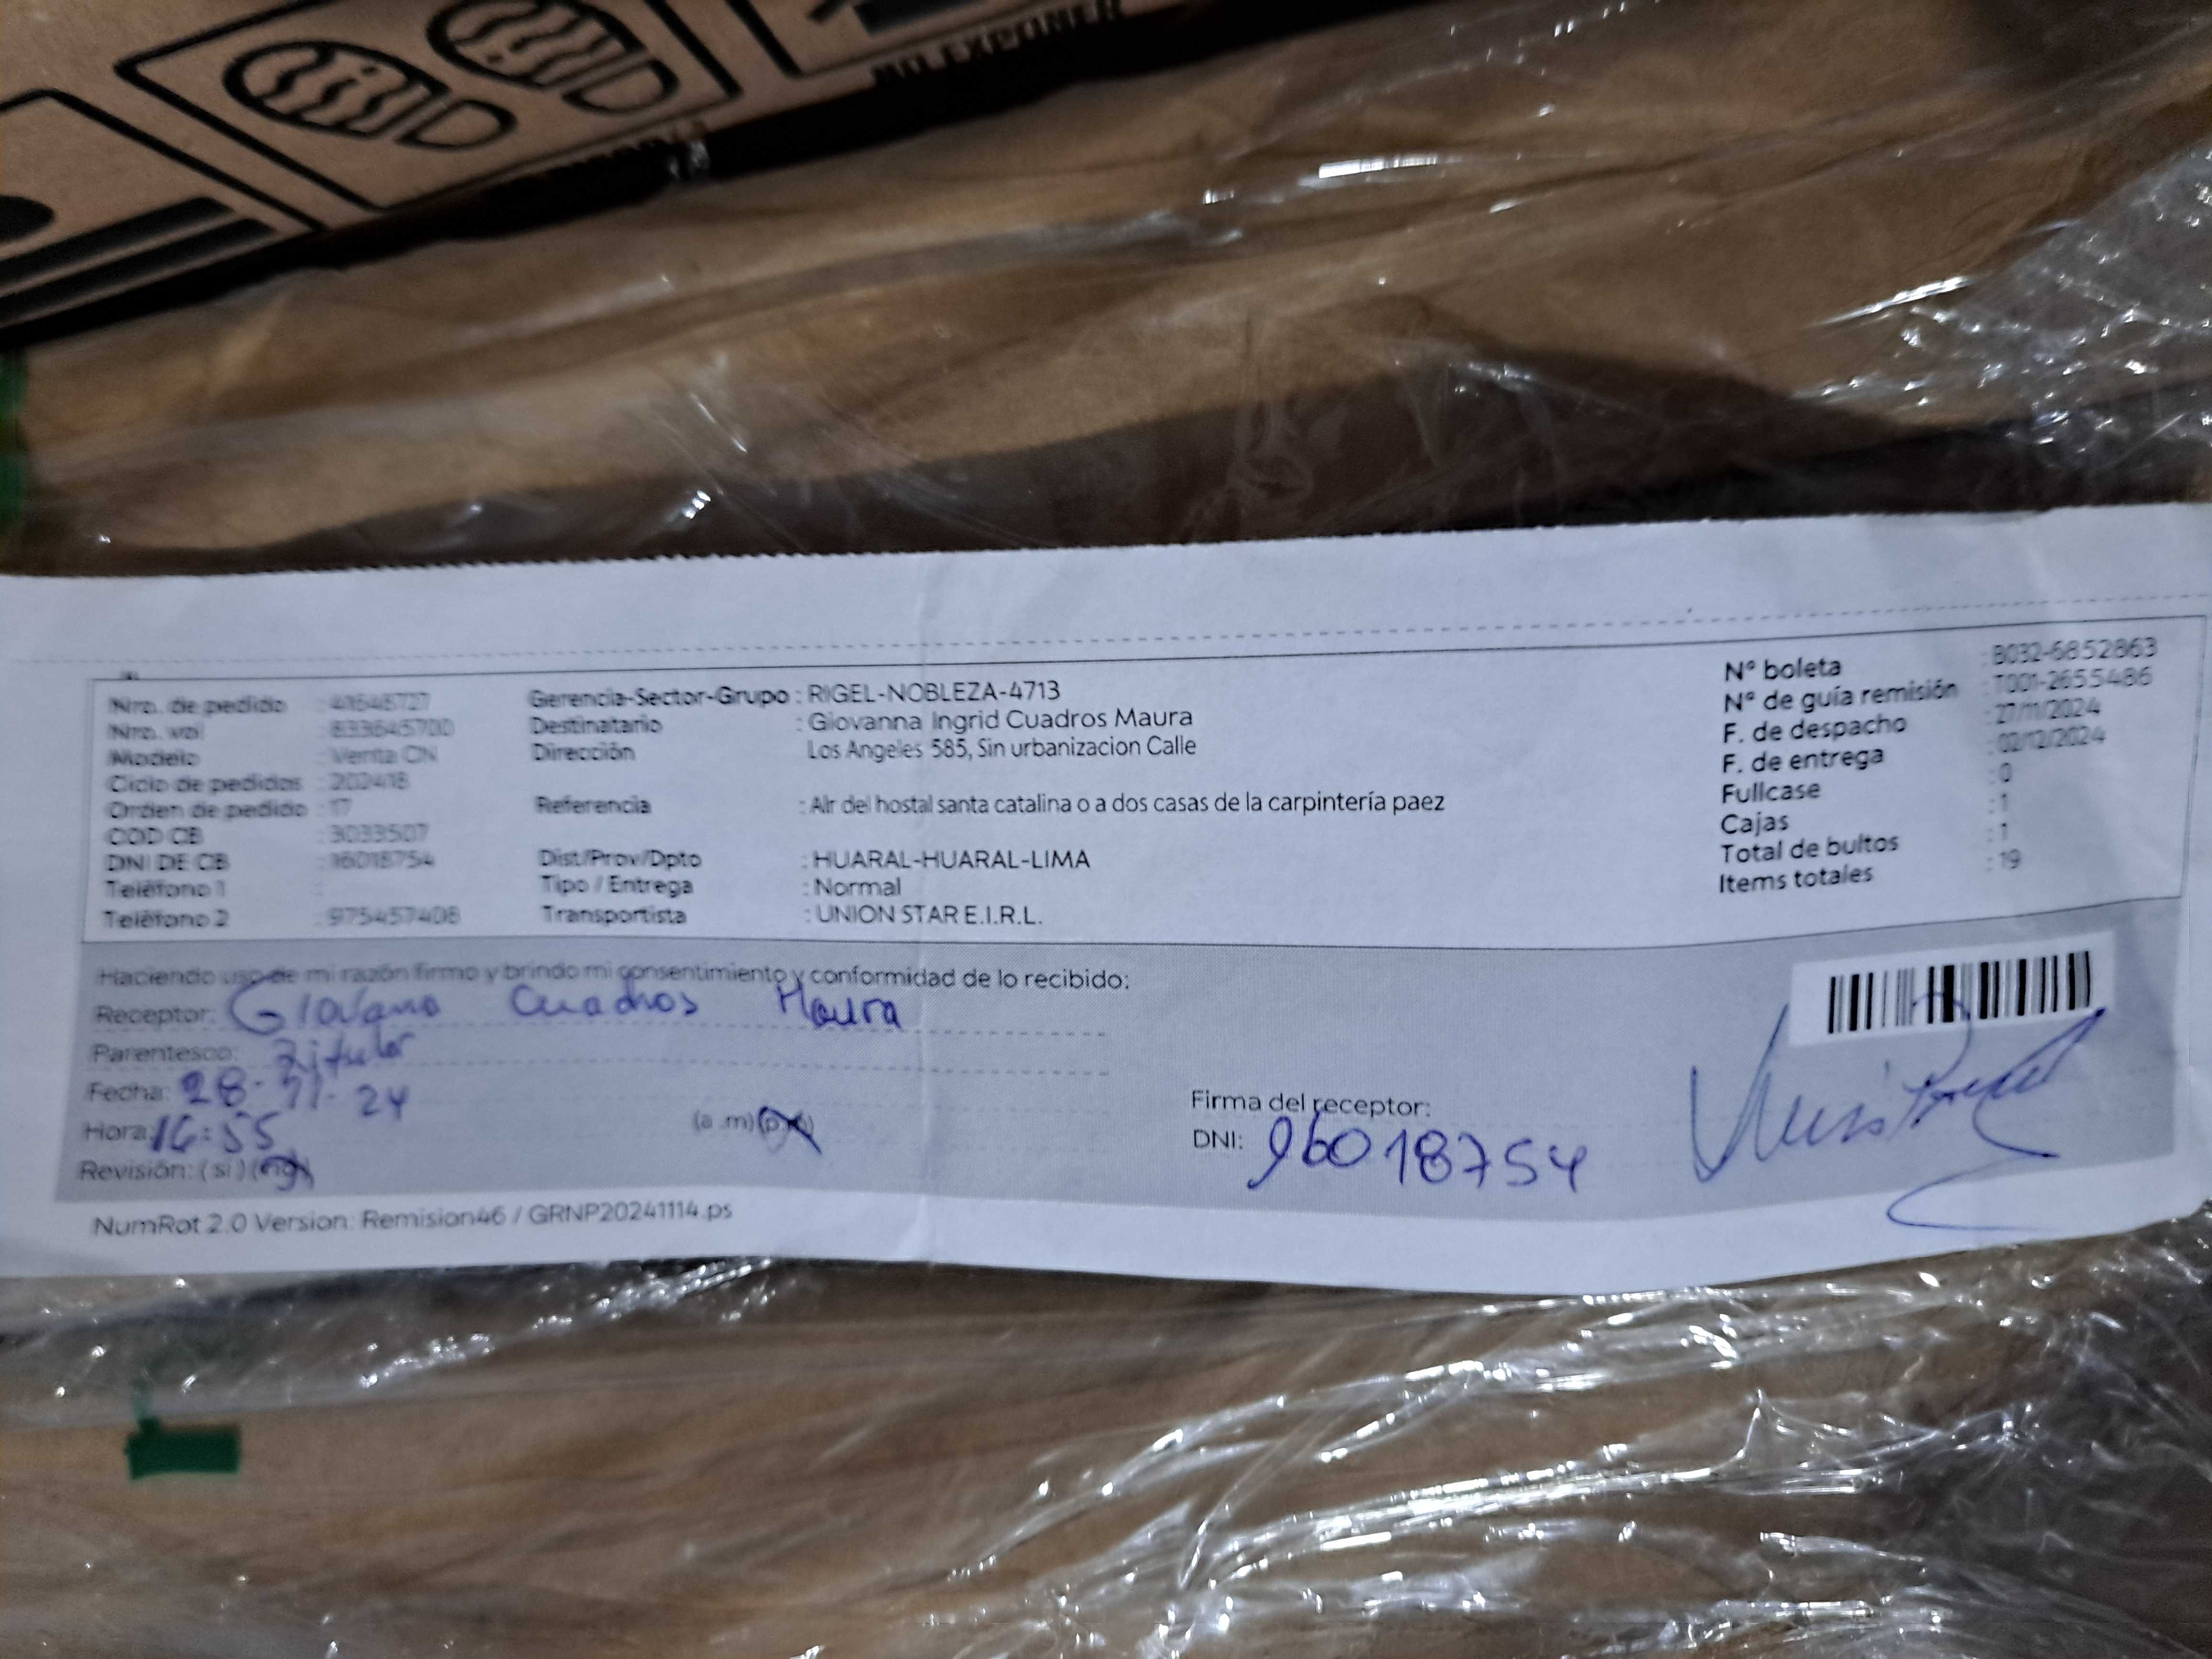 NO EXPONER
Nro. de pedido
Nro. wal
: 833645700
Modelo : Venta CN
Ciclo de pedidos : 202418
Orden de pedido : 17
COD CB : 3033507
DNI DE CB : 16018754
Teléfono 1 :
Teléfono 2 : 975457408
Gerencia-Sector-Grupo : RIGEL-NOBLEZA-4713
Destinatario : Giovanna Ingrid Cuadros Maura
Dirección Los Angeles 585, Sin urbanizacion Calle
Referencia : Alr del hostal santa catalina o a dos casas de la carpintería paez
Dist/Prov/Dpto : HUARAL-HUARAL-LIMA
Tipo / Entrega : Normal
Transportista : UNION STAR E.I.R.L.
N° boleta : B032-6852863
N° de guía remisión : T001-2655486
F. de despacho : 27/11/2024
F. de entrega : 02/12/2024
Fullcase : 0
Cajas : 1
Total de bultos : 1
Items totales : 19
Haciendo uso de mi razón firmo y brindo mi consentimiento y conformidad de lo recibido:
Receptor: Giovana Cuadros Maura
Parentesco: Titular
Fecha: 28-11-24
Hora: 16:55 (a .m) (p.m)
Revisión: ( si ) (no)
Firma del receptor:
DNI: 16018754
NumRot 2.0 Version: Remision46 / GRNP20241114.ps